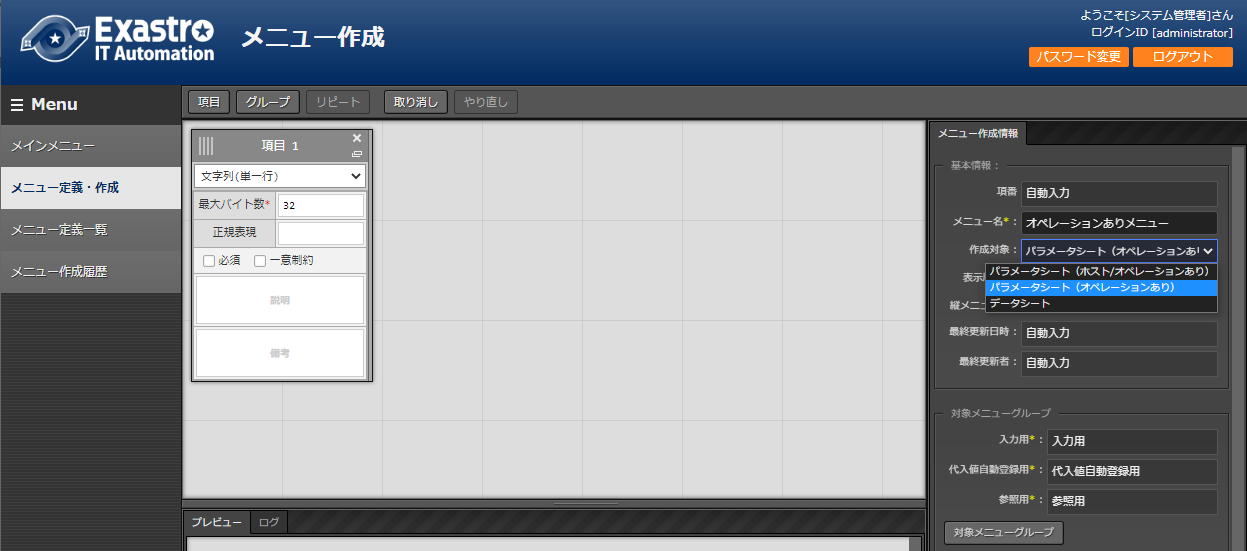 Exastro
IT Automation
メニュー作成
ようこそ[システム管理者]さん
ログインID [administrator]
パスワード変更
ログアウト
Menu
メインメニュー
メニュー定義・作成
メニュー定義一覧
メニュー作成履歴
項目
グループ
リピート
取り消し
やり直し
項目 1
文字列(単一行)
最大バイト数* 32
正規表現
必須 一意制約
説明
備考
プレビュー
ログ
メニュー作成情報
基本情報：
項番 自動入力
メニュー名*： オペレーションありメニュー
作成対象： パラメータシート（オペレーションあり
パラメータシート（ホスト/オペレーションあり）
パラメータシート（オペレーションあり）
データシート
表示
縦メニュ
最終更新日時： 自動入力
最終更新者： 自動入力
対象メニューグループ
入力用*： 入力用
代入値自動登録用*： 代入値自動登録用
参照用*： 参照用
対象メニューグループ